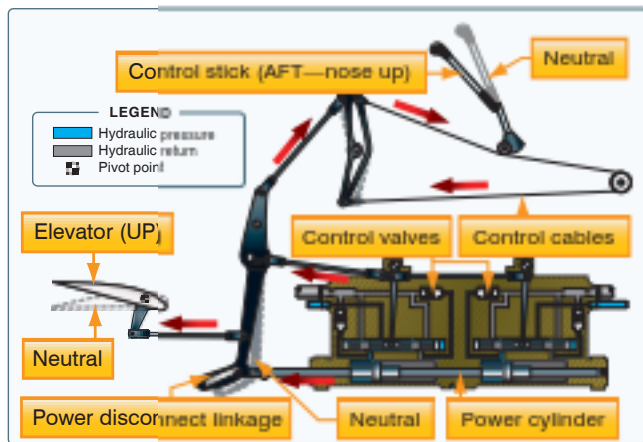 Control stick (AFT—nose up)
Neutral
LEGEND
Hydraulic pressure
Hydraulic return
Pivot point
Elevator (UP)
Control valves
Control cables
Neutral
Power disconnect linkage
Neutral
Power cylinder